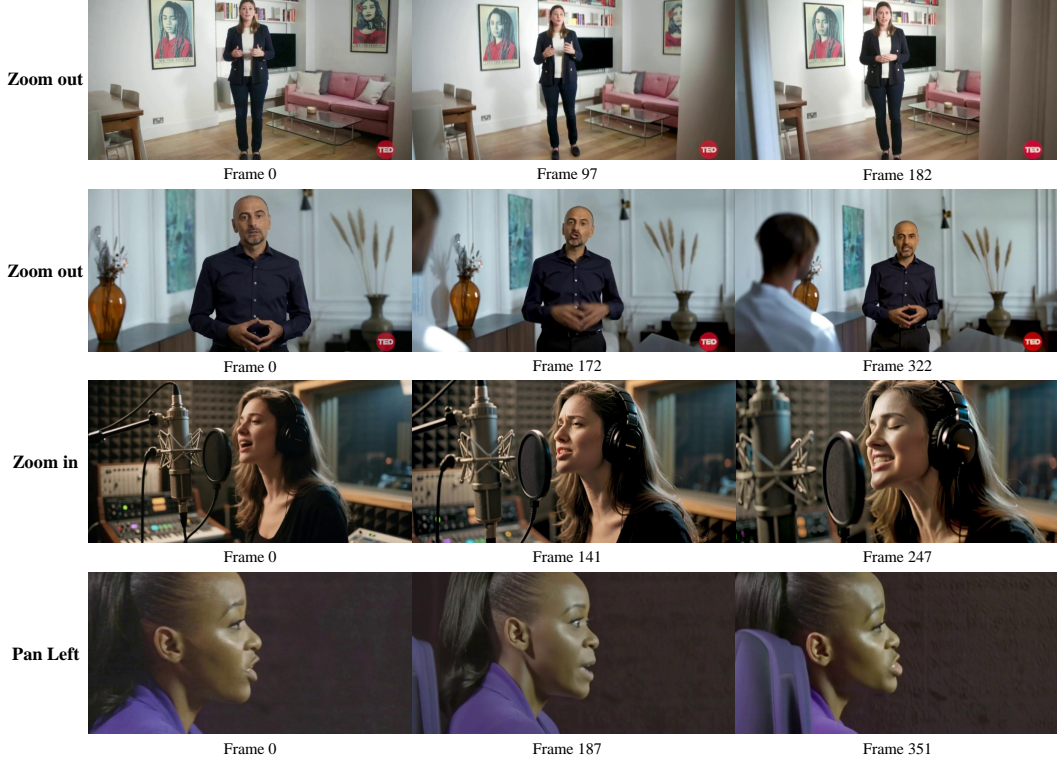 Zoom out
TED
TED
TED
Frame 0
Frame 97
Frame 182
Zoom out
TED
TED
TED
Frame 0
Frame 172
Frame 322
Zoom in
Frame 0
Frame 141
Frame 247
Pan Left
Frame 0
Frame 187
Frame 351